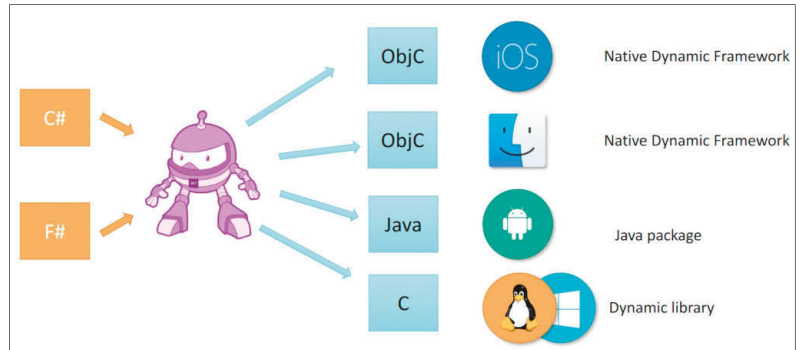 ObjC
iOS
Native Dynamic Framework
C#
ObjC
Native Dynamic Framework
F#
Java
Java package
C
Dynamic library